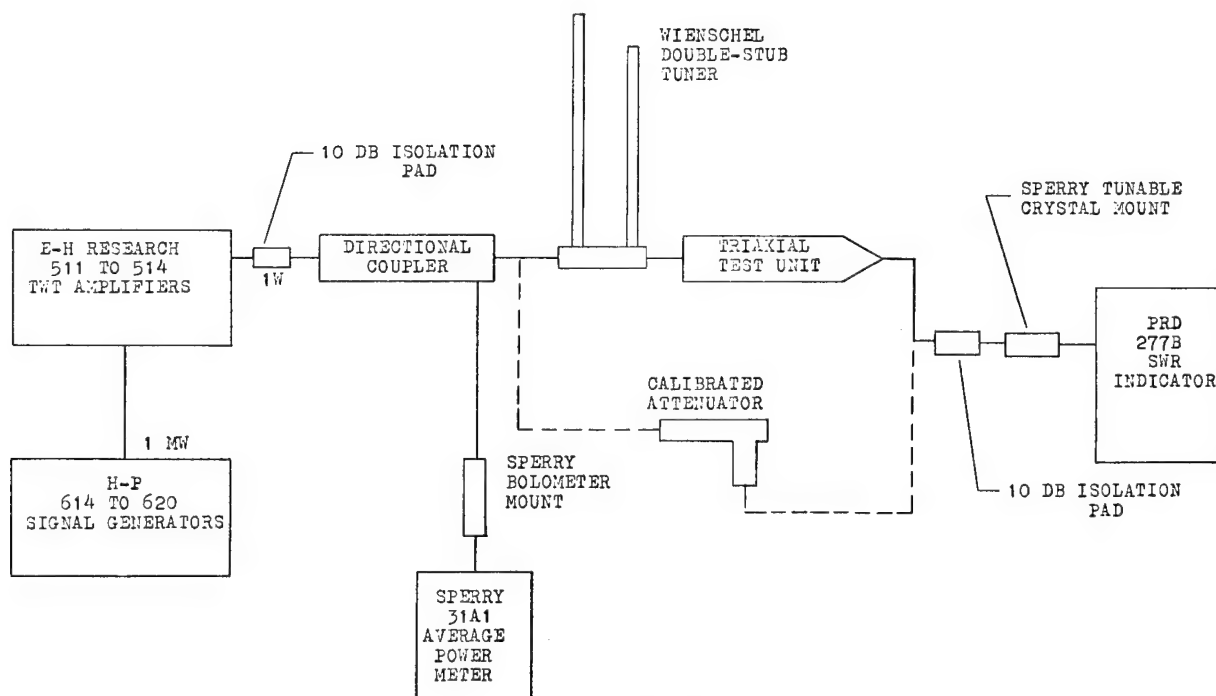 WIENSCHEL
DOUBLE-STUB
TUNER
10 DB ISOLATION
PAD
SPERRY TUNABLE
CRYSTAL MOUNT
E-H RESEARCH
511 TO 514
TWT AMPLIFIERS
1W
DIRECTIONAL
COUPLER
TRIAXIAL
TEST UNIT
PRD
277B
SWR
INDICATOR
CALIBRATED
ATTENUATOR
1 MW
H-P
614 TO 620
SIGNAL GENERATORS
SPERRY
BOLOMETER
MOUNT
10 DB ISOLATION
PAD
SPERRY
31A1
AVERAGE
POWER
METER